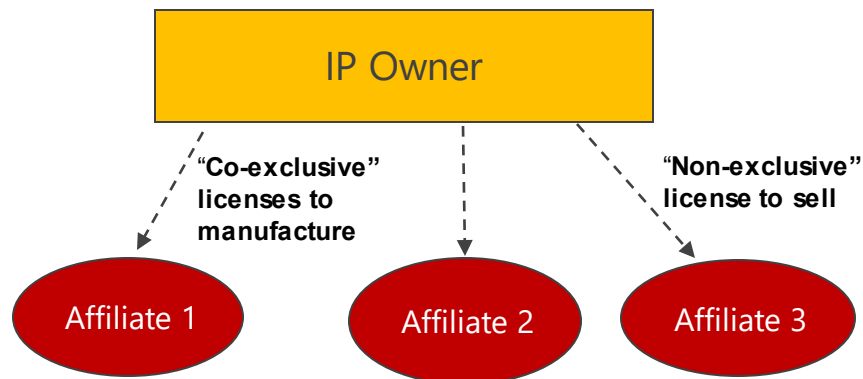 IP Owner
“Co-exclusive”
licenses to
manufacture
“Non-exclusive”
license to sell
Affiliate 1
Affiliate 2
Affiliate 3